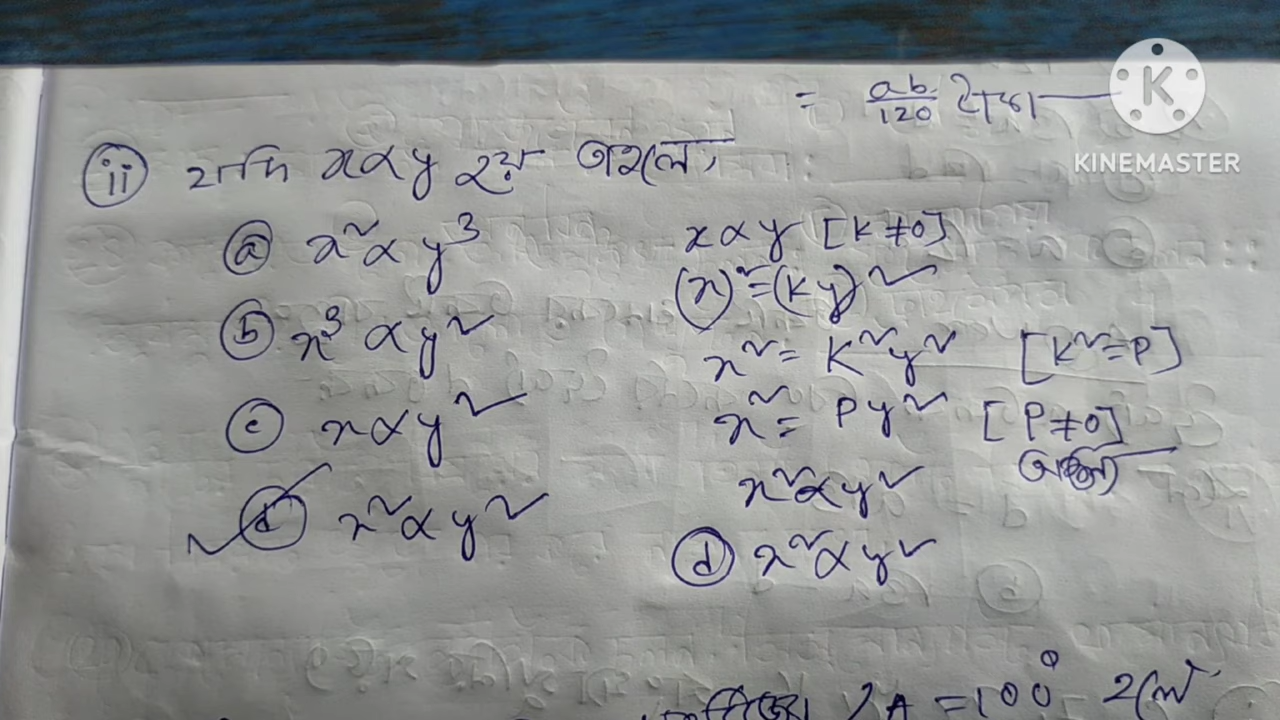 = ab/120 টাকা
K
KINEMASTER
(ii) যদি x α y হয় তাহলে,
(a) x² α y³
(b) x³ α y²
(c) x α y²
(d) x² α y²
x α y [K ≠ 0]
(x)² = (Ky)²
x² = K²y² [K² = P]
x² = Py² [P ≠ 0]
x² α y²
(d) x² α y²
A = 100° হলে